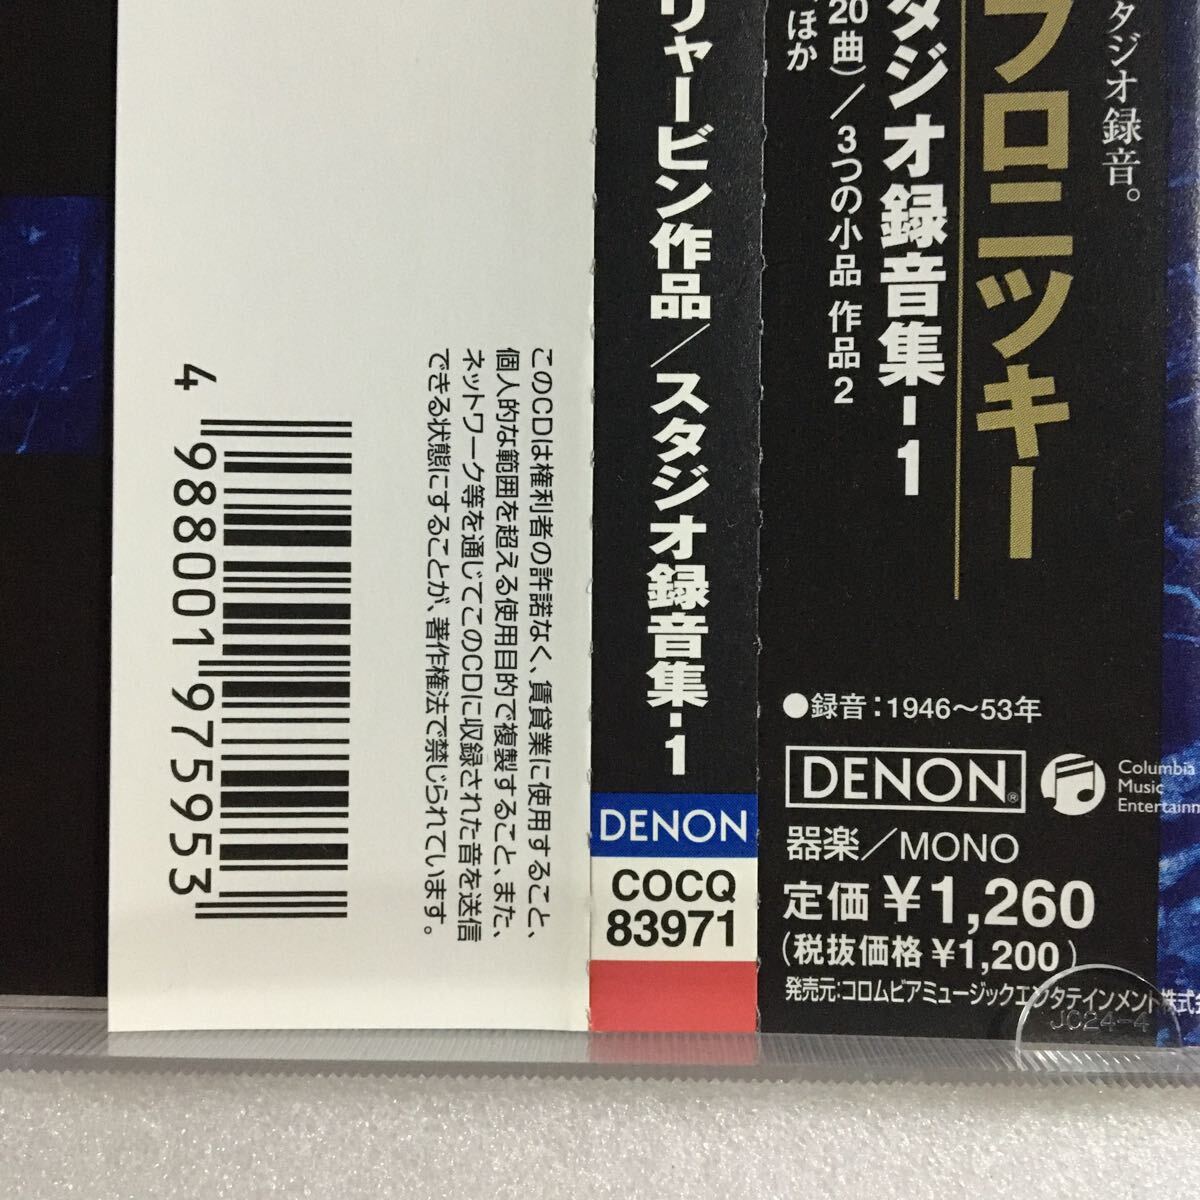 タジオ録音。
フロニツキー
タジオ録音集-1
20曲）／3つの小品 作品2
ほか
●録音：1946〜53年
DENON®
Columbia
Music
Entertainm
器楽／MONO
定価 ¥1,260
（税抜価格 ¥1,200）
発売元：コロムビアミュージックエンタテインメント株式会
JC24-4
リャービン作品／スタジオ録音集-1
DENON
COCQ
83971
このCDは権利者の許諾なく、賃貸業に使用すること、
個人的な範囲を超える使用目的で複製すること、また、
ネットワーク等を通じてこのCDに収録された音を送信
できる状態にすることが、著作権法で禁じられています。
4 988001 975953